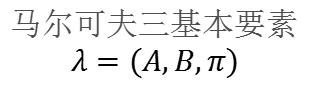 马尔可夫三基本要素
λ = (A, B, π)